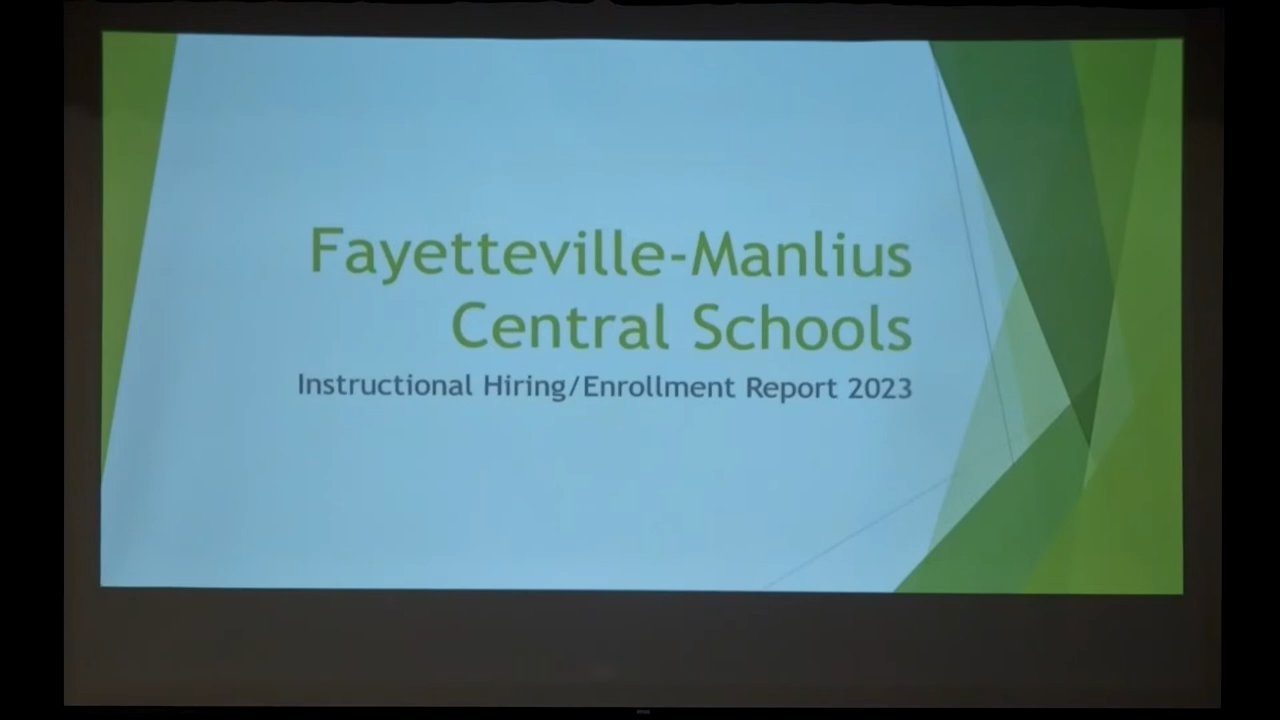 Fayetteville-Manlius
Central Schools
Instructional Hiring/Enrollment Report 2023